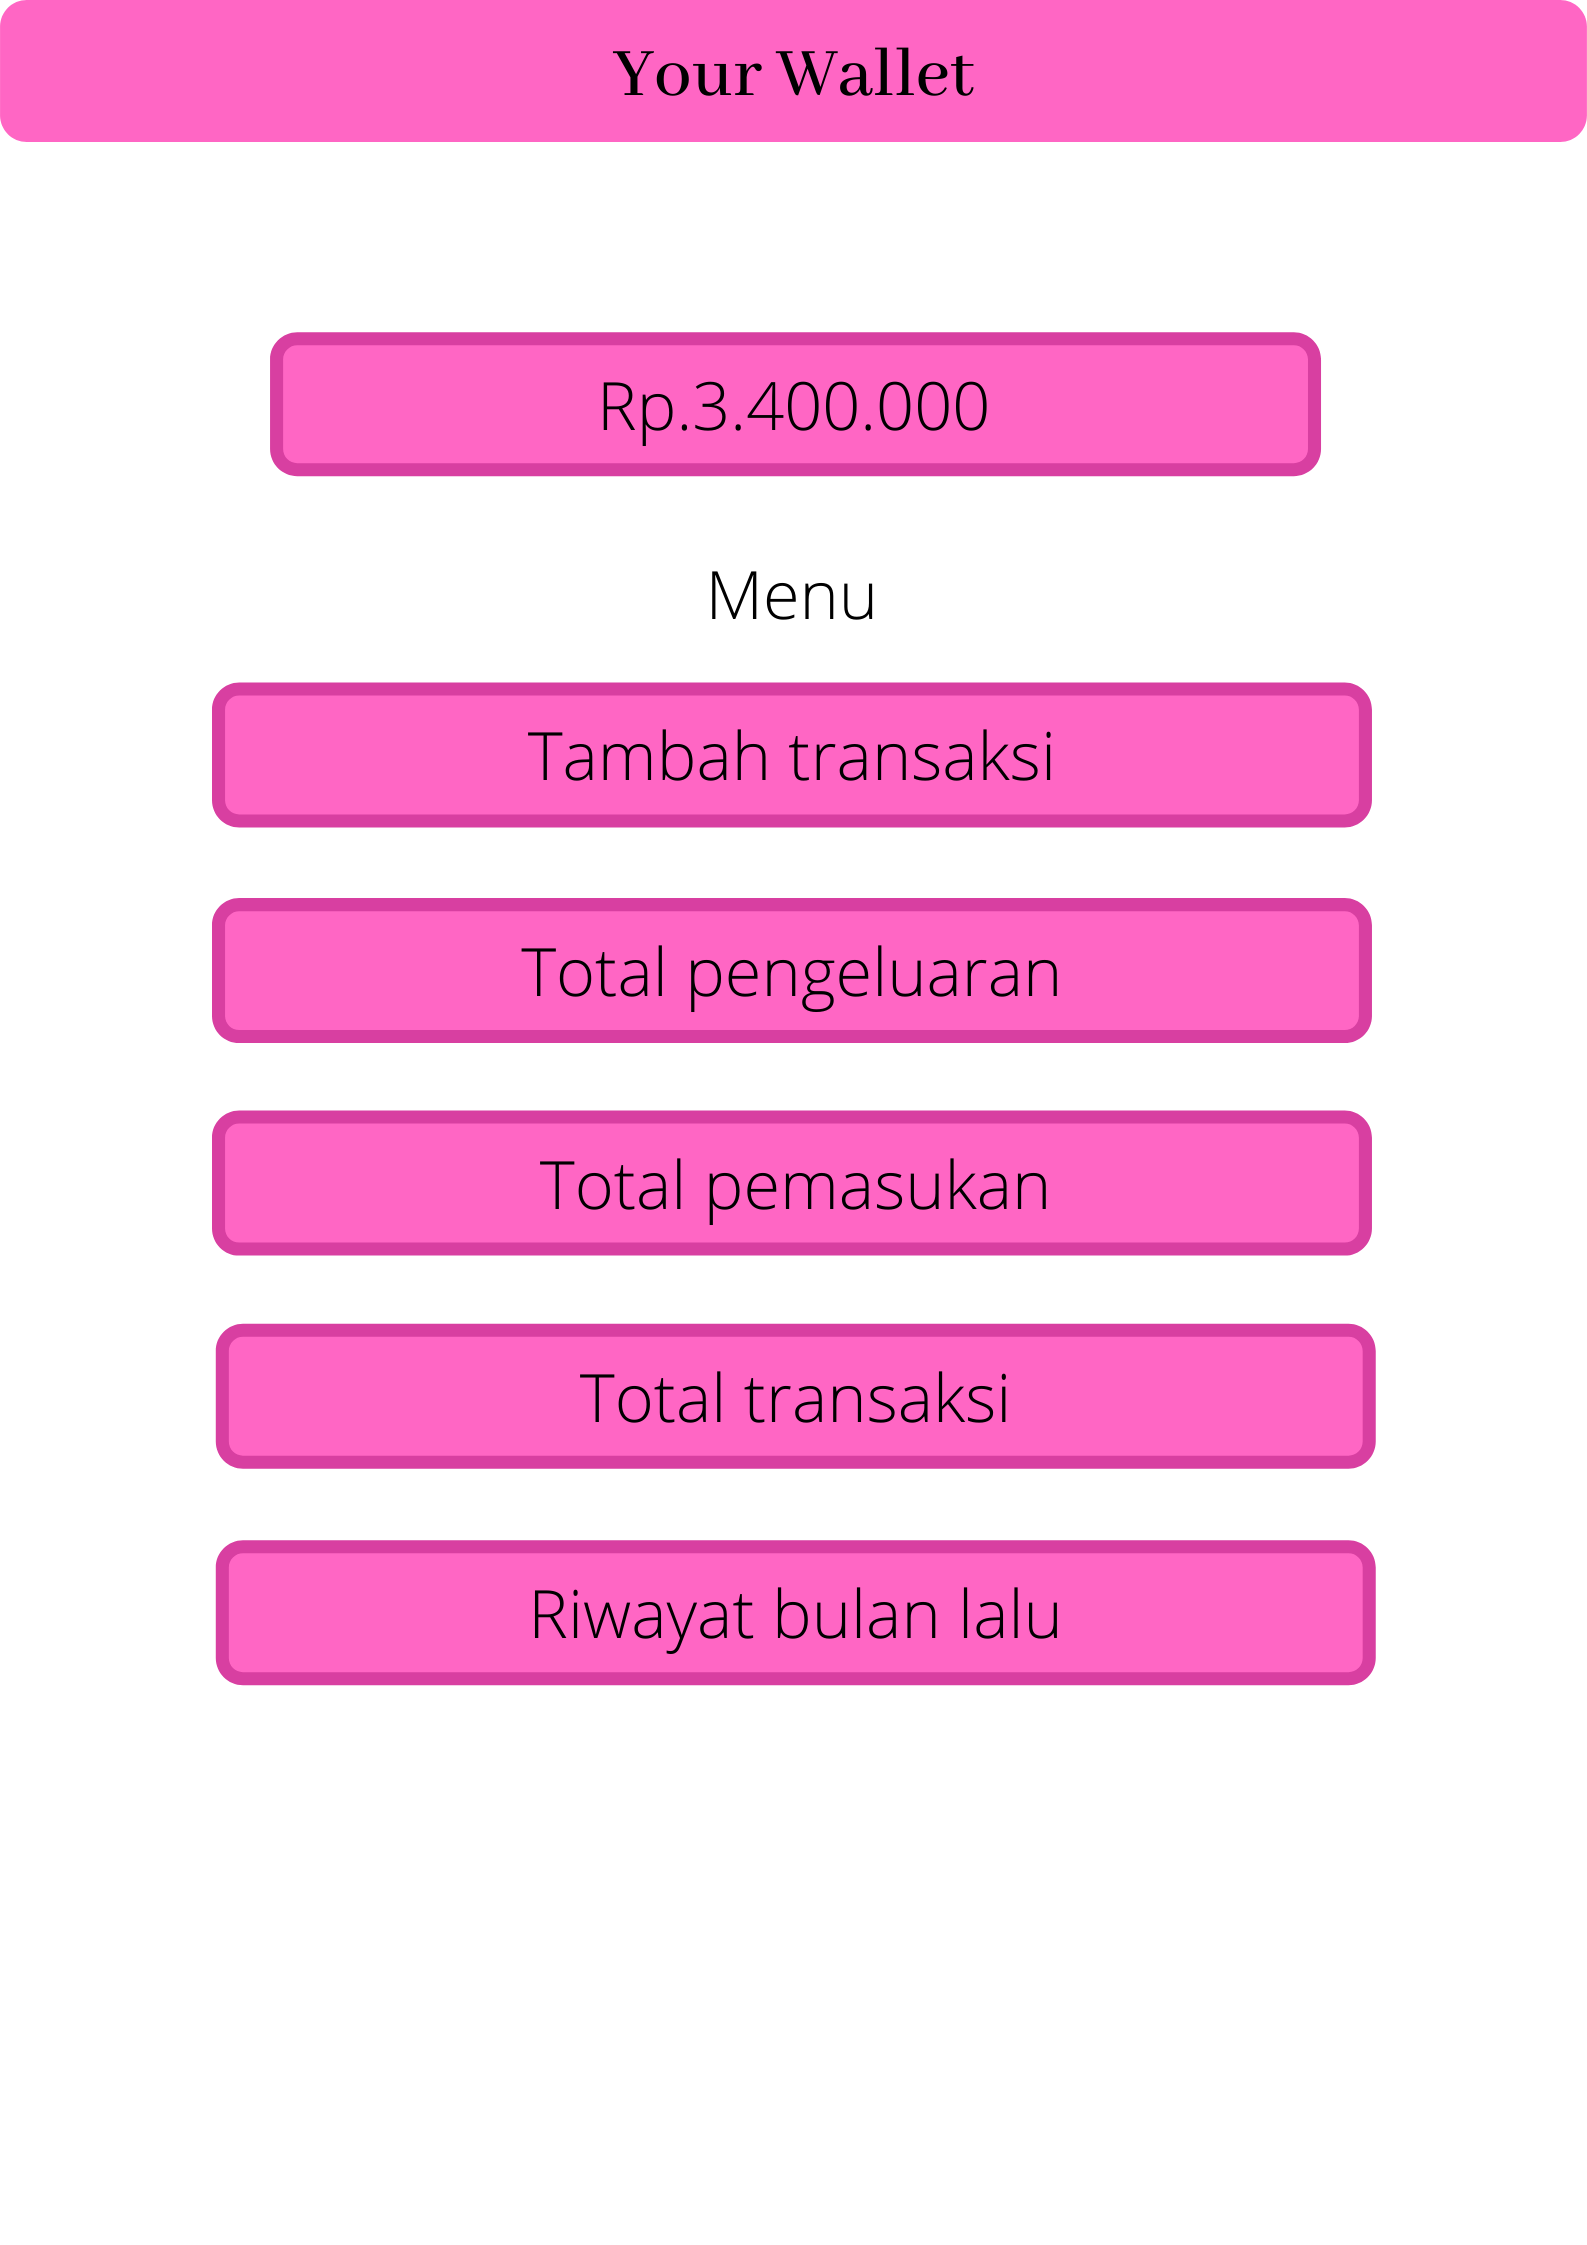 Your Wallet
Rp.3.400.000
Menu
Tambah transaksi
Total pengeluaran
Total pemasukan
Total transaksi
Riwayat bulan lalu